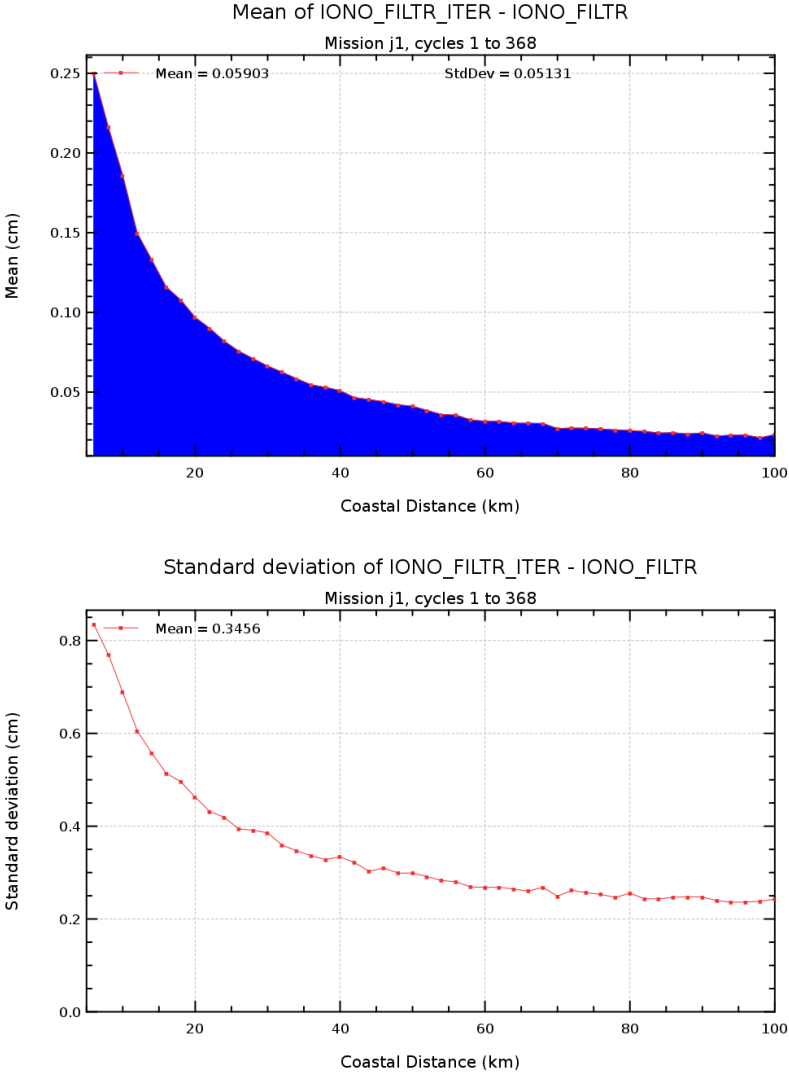 Mean of IONO_FILTR_ITER - IONO_FILTR
Mission j1, cycles 1 to 368
Mean = 0.05903 StdDev = 0.05131
0.25
0.20
0.15
0.10
0.05
Mean (cm)
20 40 60 80 100
Coastal Distance (km)
Standard deviation of IONO_FILTR_ITER - IONO_FILTR
Mission j1, cycles 1 to 368
Mean = 0.3456
0.8
0.6
0.4
0.2
0.0
Standard deviation (cm)
20 40 60 80 100
Coastal Distance (km)